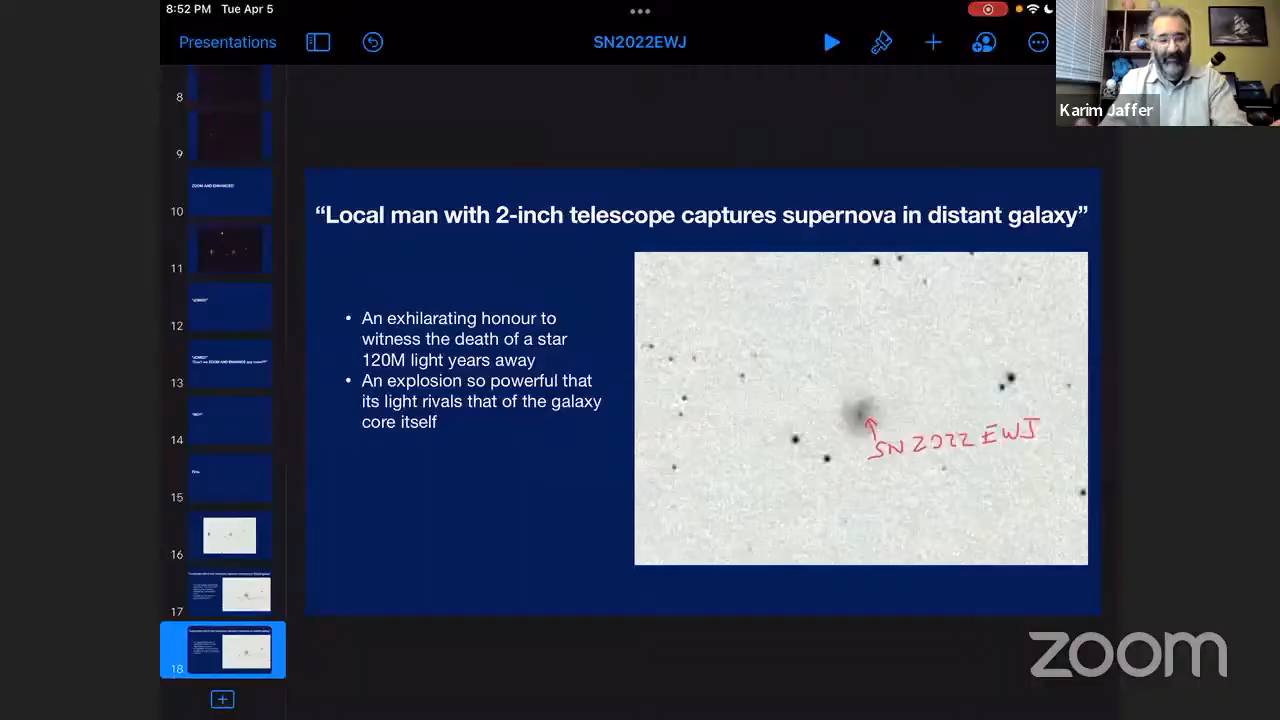 8:52 PM Tue Apr 5
Presentations
SN2022EWJ
Karim Jaffer
8
9
ZOOM AND ENHANCE!
10
11
12
13
14
15
16
17
18
“Local man with 2-inch telescope captures supernova in distant galaxy”
• An exhilarating honour to
witness the death of a star
120M light years away
• An explosion so powerful that
its light rivals that of the galaxy
core itself
SN 2022 EWJ
zoom